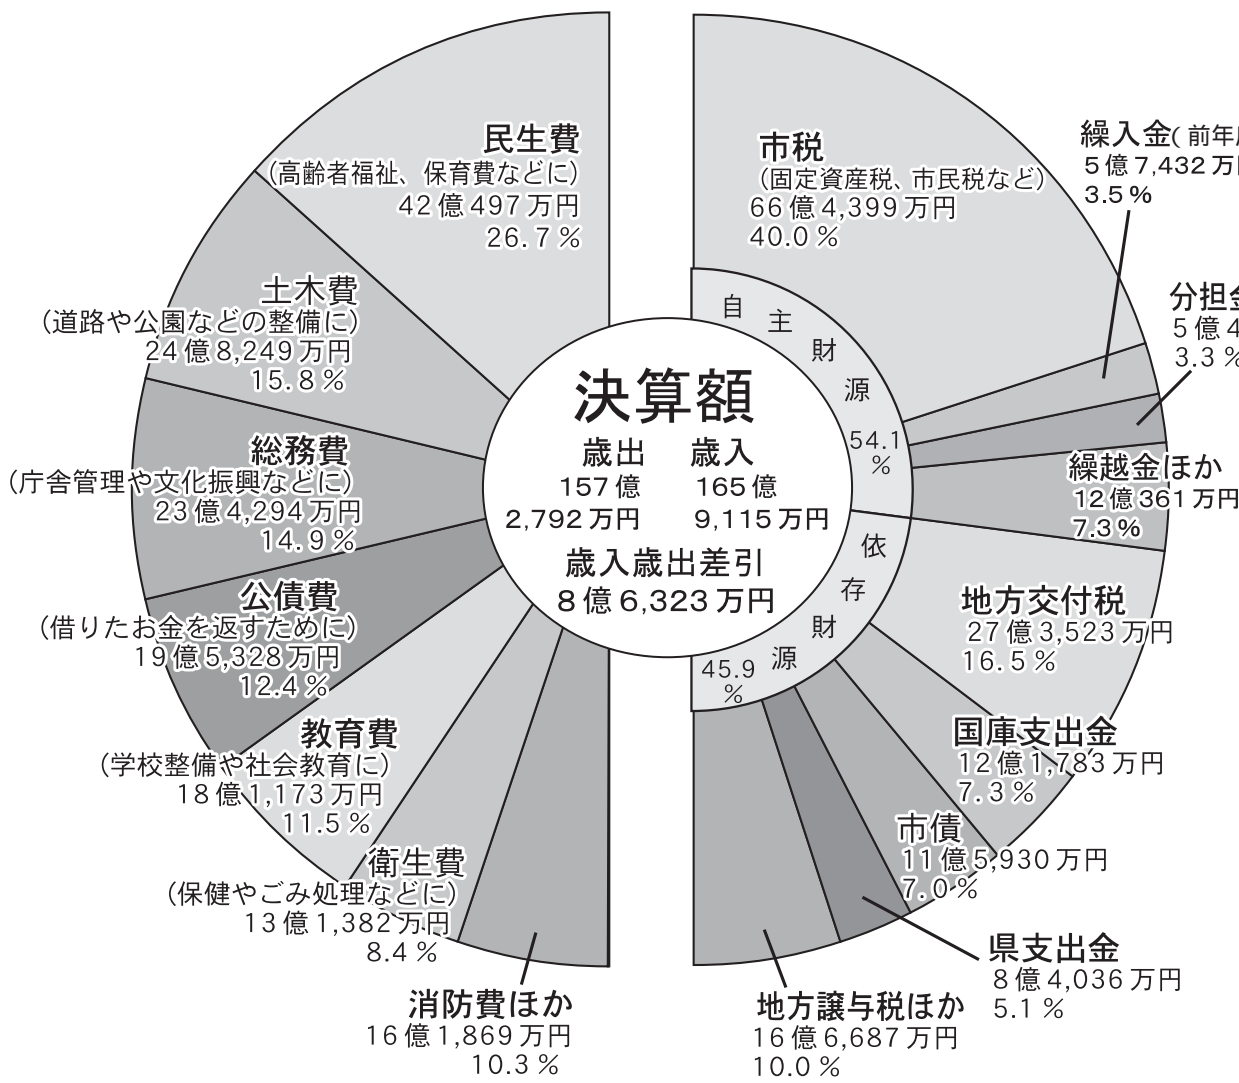 民生費
(高齢者福祉、保育費などに)
42億497万円
26.7%
土木費
(道路や公園などの整備に)
24億8,249万円
15.8%
総務費
(庁舎管理や文化振興などに)
23億4,294万円
14.9%
公債費
(借りたお金を返すために)
19億5,328万円
12.4%
教育費
(学校整備や社会教育に)
18億1,173万円
11.5%
衛生費
(保健やごみ処理などに)
13億1,382万円
8.4%
消防費ほか
16億1,869万円
10.3%
決算額
歳出
157億
2,792万円
歳入
165億
9,115万円
歳入歳出差引
8億6,323万円
自主財源
54.1
%
依存財源
45.9
%
市税
(固定資産税、市民税など)
66億4,399万円
40.0%
繰入金(前年
5億7,432万円
3.5%
分担金
5億4
3.3%
繰越金ほか
12億361万円
7.3%
地方交付税
27億3,523万円
16.5%
国庫支出金
12億1,783万円
7.3%
市債
11億5,930万円
7.0%
県支出金
8億4,036万円
5.1%
地方譲与税ほか
16億6,687万円
10.0%